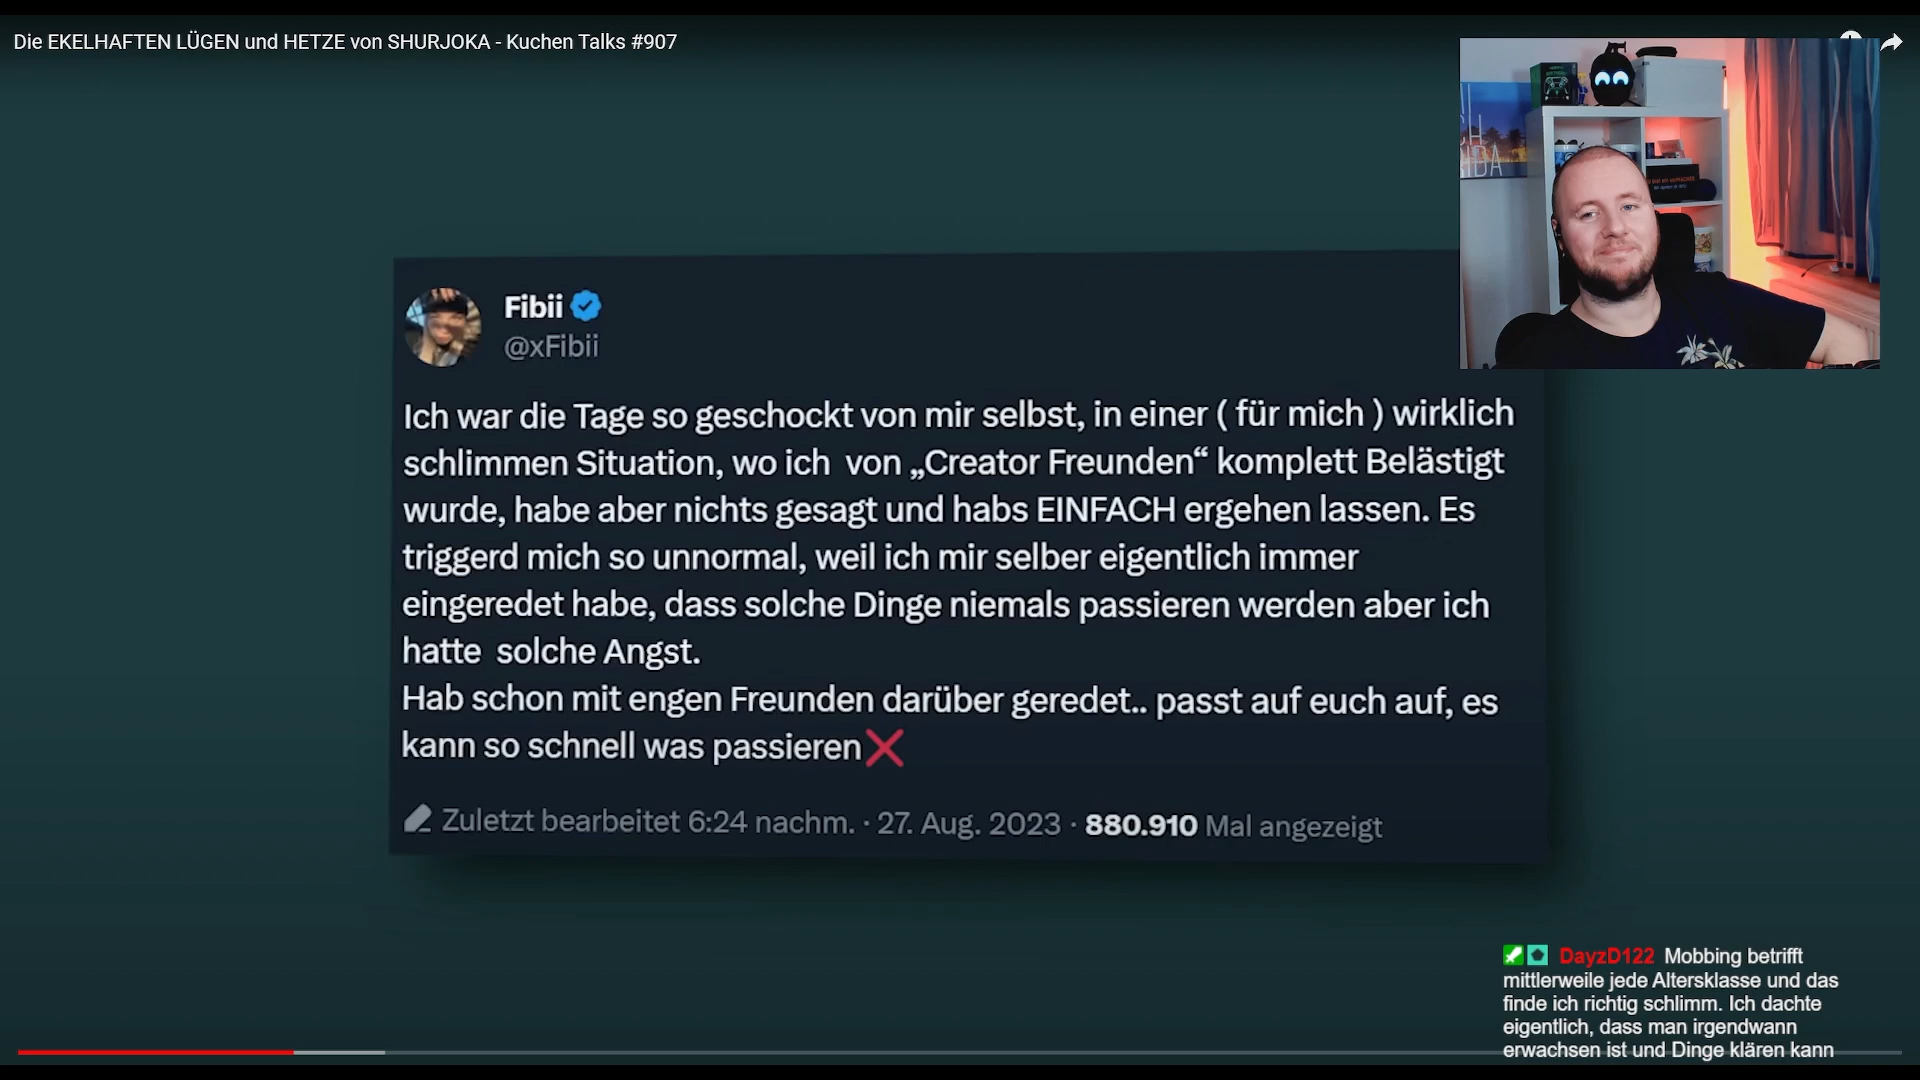 Die EKELHAFTEN LÜGEN und HETZE von SHURJOKA - Kuchen Talks #907
Fibii
@xFibii
Ich war die Tage so geschockt von mir selbst, in einer ( für mich ) wirklich
schlimmen Situation, wo ich von „Creator Freunden“ komplett Belästigt
wurde, habe aber nichts gesagt und habs EINFACH ergehen lassen. Es
triggerd mich so unnormal, weil ich mir selber eigentlich immer
eingeredet habe, dass solche Dinge niemals passieren werden aber ich
hatte solche Angst.
Hab schon mit engen Freunden darüber geredet.. passt auf euch auf, es
kann so schnell was passieren❌
Zuletzt bearbeitet 6:24 nachm. · 27. Aug. 2023 · 880.910 Mal angezeigt
DayzD122 Mobbing betrifft
mittlerweile jede Altersklasse und das
finde ich richtig schlimm. Ich dachte
eigentlich, dass man irgendwann
erwachsen ist und Dinge klären kann